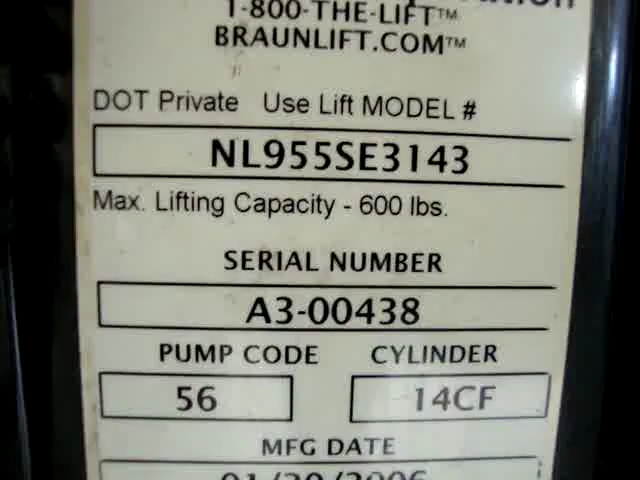 1-800-THE-LIFT™
BRAUNLIFT.COM™
DOT Private Use Lift MODEL #
NL955SE3143
Max. Lifting Capacity - 600 lbs.
SERIAL NUMBER
A3-00438
PUMP CODE CYLINDER
56 14CF
MFG DATE